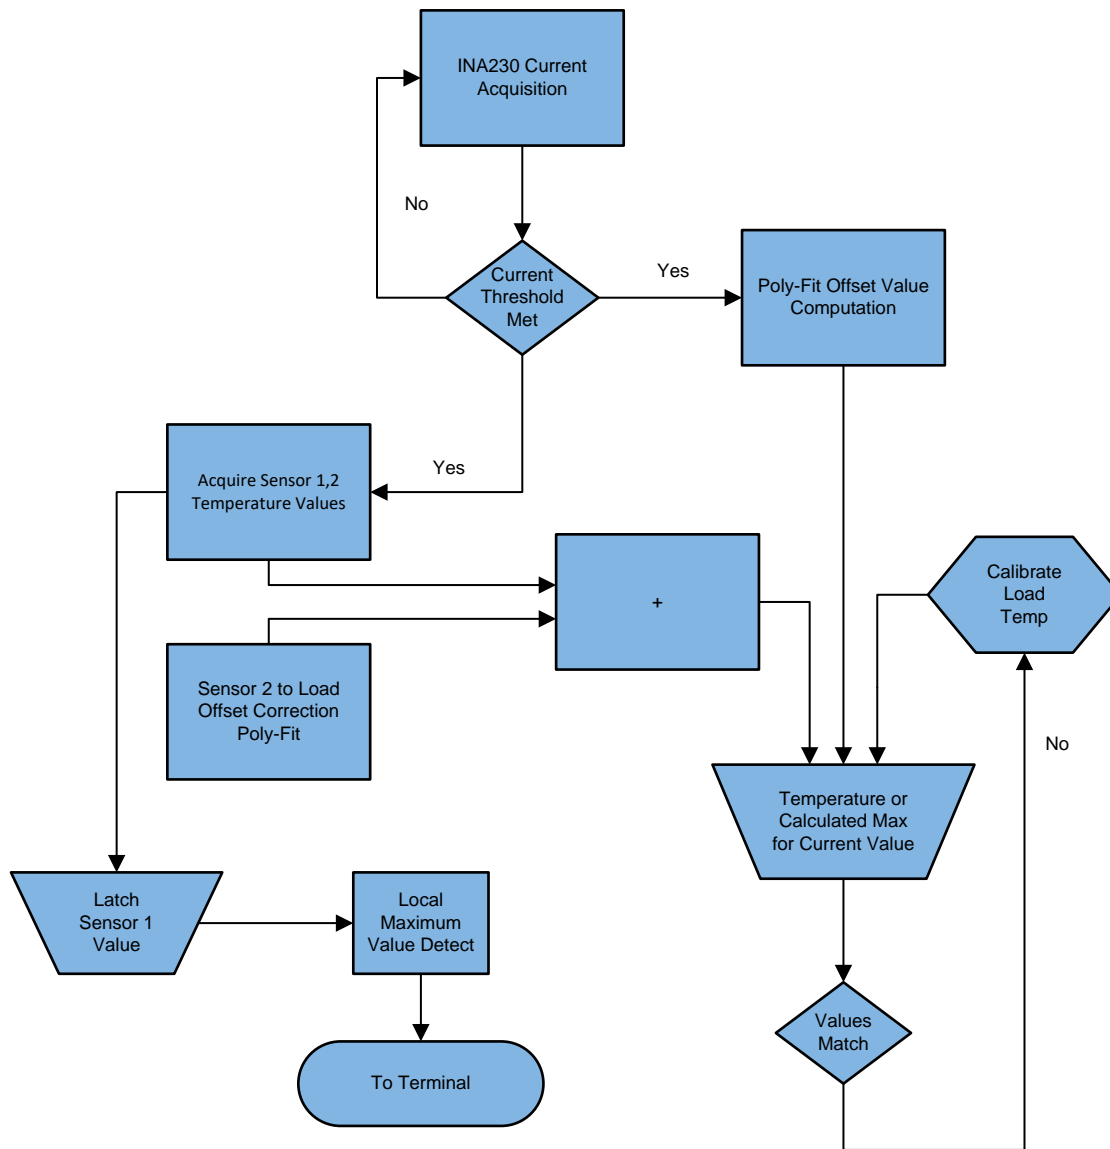 INA230 Current
Acquisition
No
Current
Threshold
Met
Yes
Poly-Fit Offset Value
Computation
Yes
Acquire Sensor 1,2
Temperature Values
+
Calibrate
Load
Temp
Sensor 2 to Load
Offset Correction
Poly-Fit
No
Temperature or
Calculated Max
for Current Value
Latch
Sensor 1
Value
Local
Maximum
Value Detect
Values
Match
To Terminal